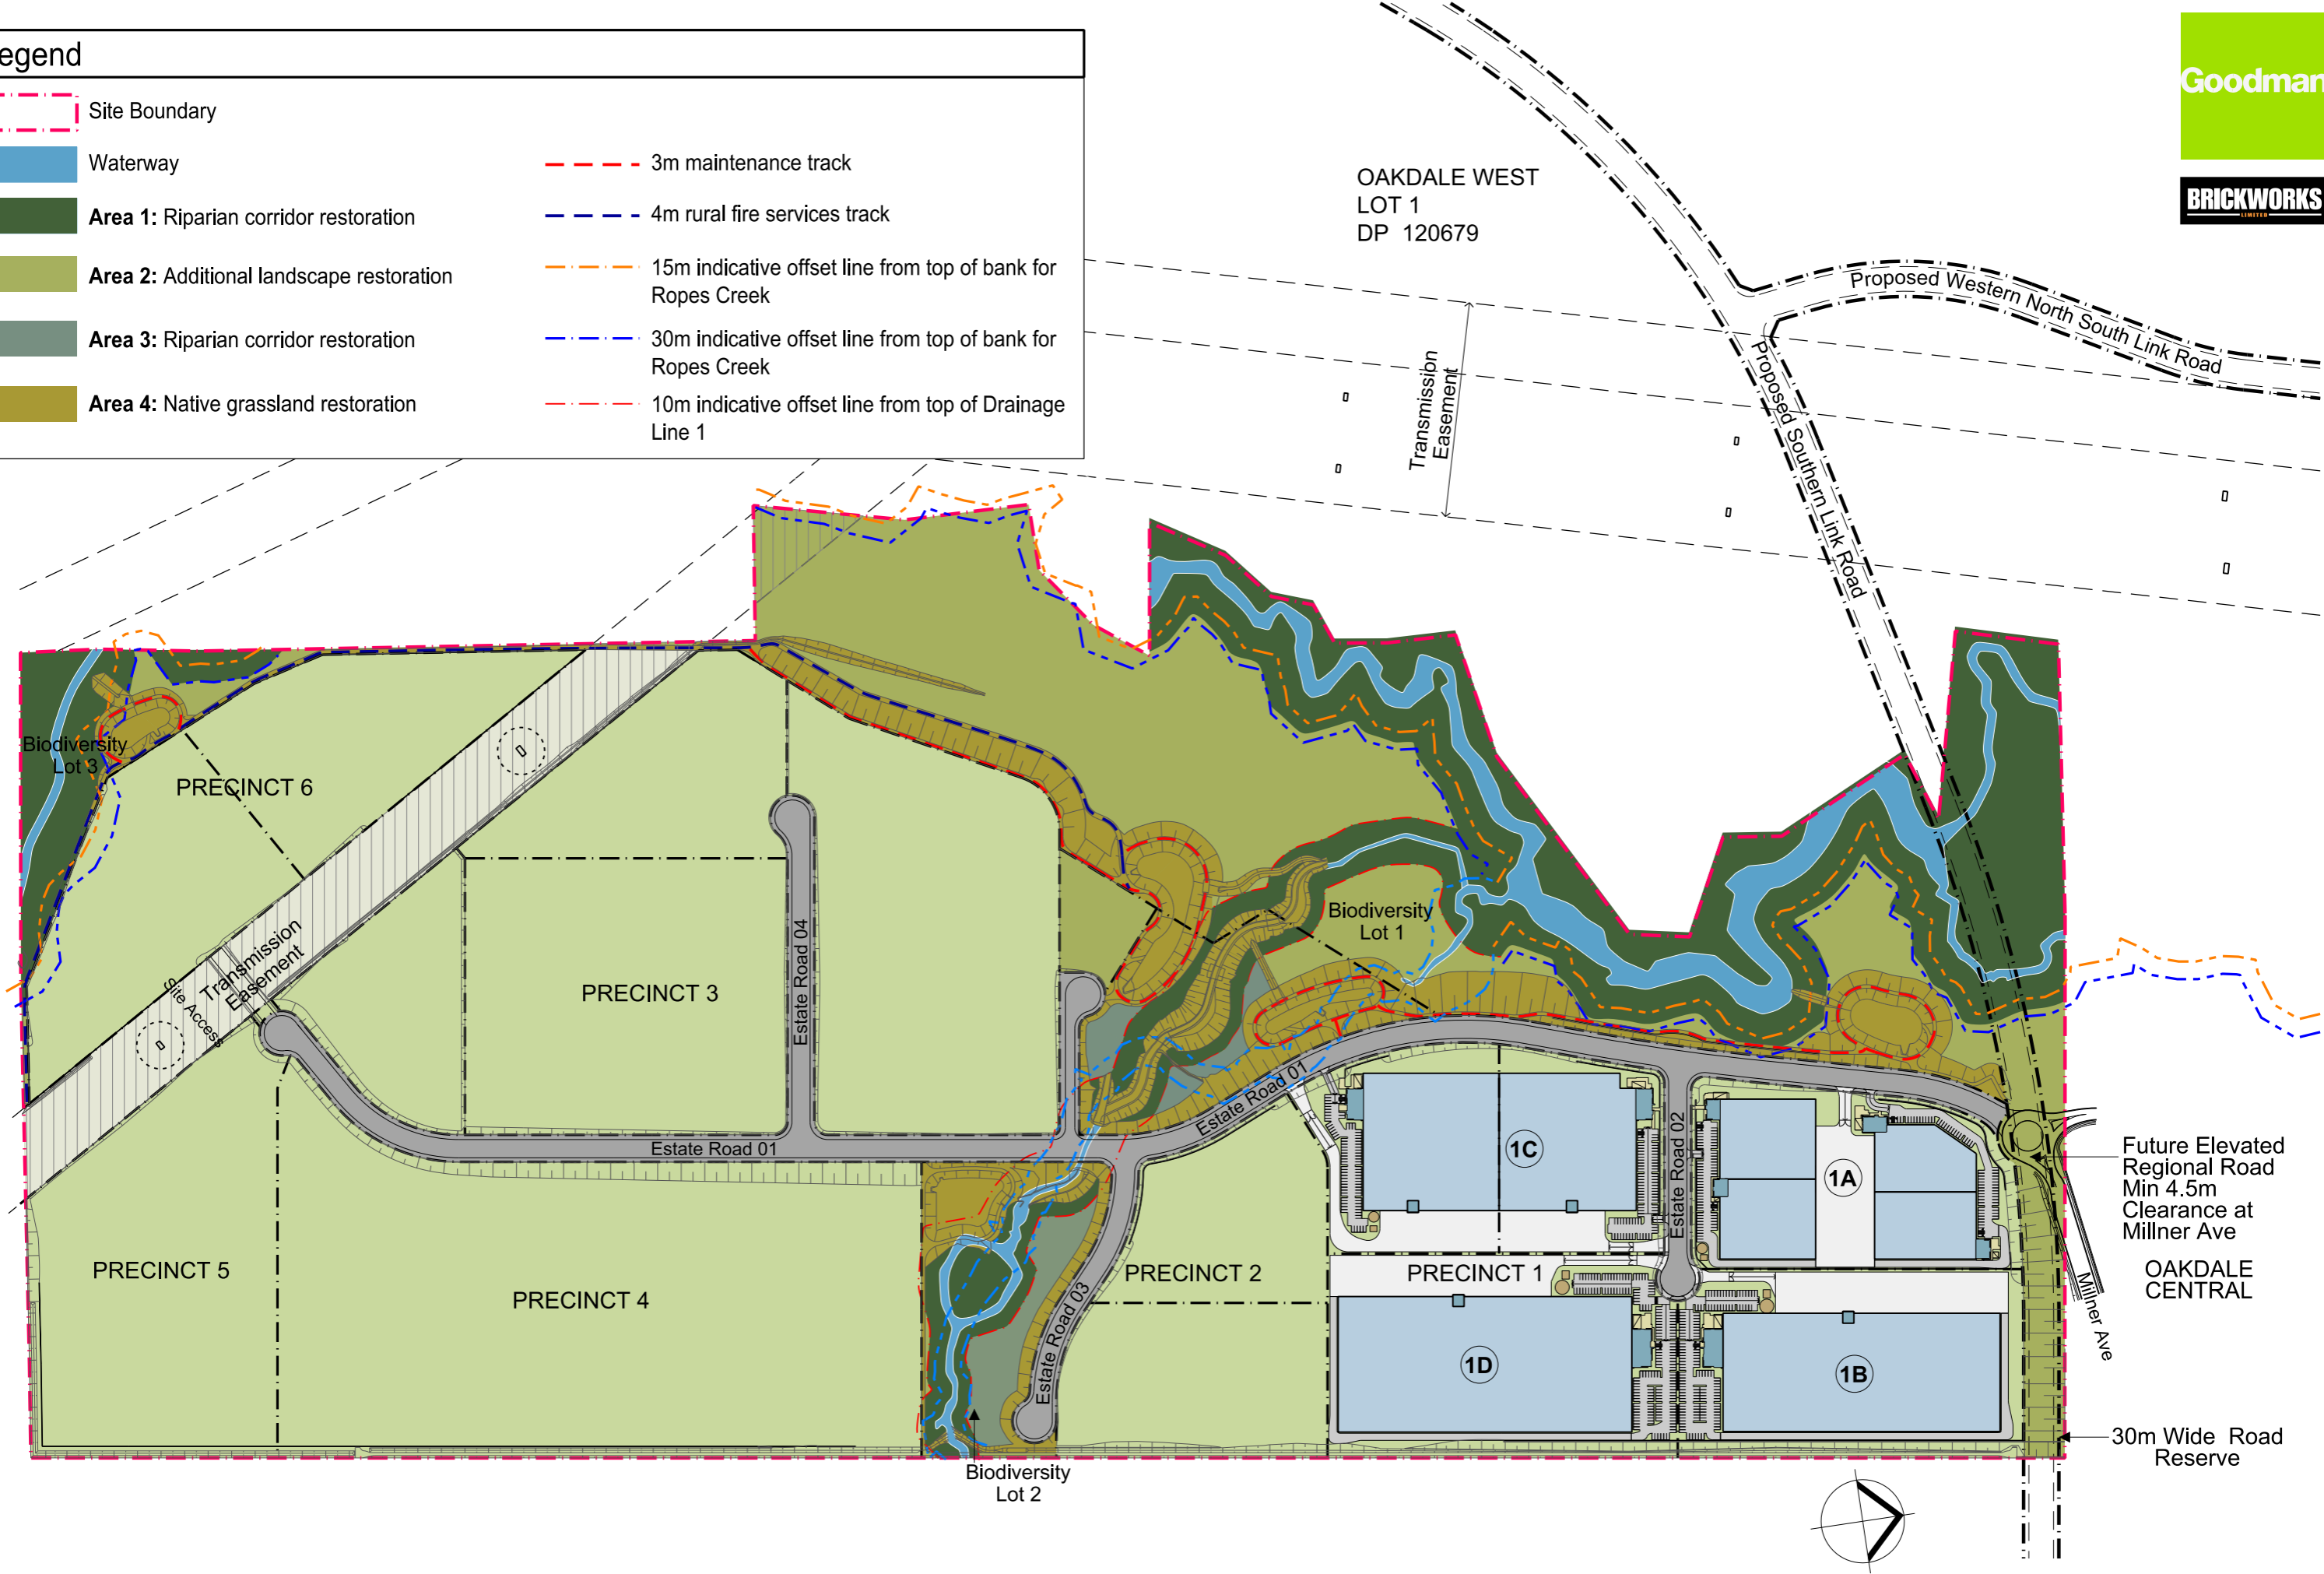 egend
Site Boundary
Waterway
Area 1: Riparian corridor restoration
Area 2: Additional landscape restoration
Area 3: Riparian corridor restoration
Area 4: Native grassland restoration
3m maintenance track
4m rural fire services track
15m indicative offset line from top of bank for
Ropes Creek
30m indicative offset line from top of bank for
Ropes Creek
10m indicative offset line from top of Drainage
Line 1
Goodman
BRICKWORKS
LIMITED
OAKDALE WEST
LOT 1
DP 120679
Proposed Western North South Link Road
Proposed Southern Link Road
Transmission
Easement
Biodiversity
Lot 3
PRECINCT 6
Transmission
Easement
Site Access
PRECINCT 3
Estate Road 04
Biodiversity
Lot 1
Estate Road 01
Estate Road 01
1C
Estate Road 02
1A
Future Elevated
Regional Road
Min 4.5m
Clearance at
Millner Ave
OAKDALE
CENTRAL
Millner Ave
PRECINCT 5
PRECINCT 4
Estate Road 03
PRECINCT 2
PRECINCT 1
1D
1B
30m Wide Road
Reserve
Biodiversity
Lot 2